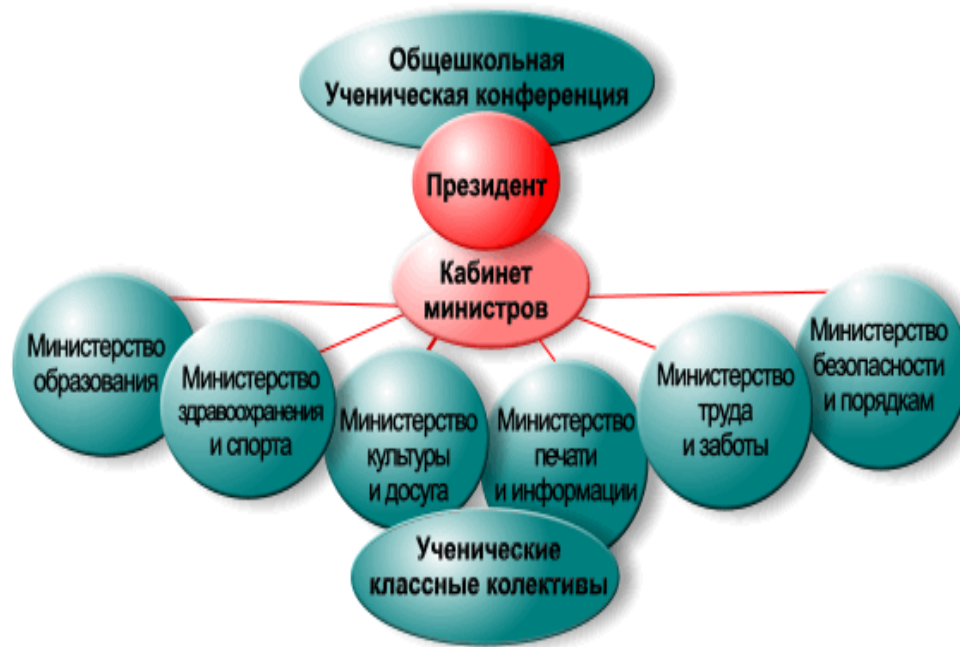 Общешкольная
Ученическая конференция
Президент
Кабинет
министров
Министерство
образования
Министерство
здравоохранения
и спорта
Министерство
культуры
и досуга
Министерство
печати
и информации
Министерство
труда
и заботы
Министерство
безопасности
и порядкам
Ученические
классные колективы